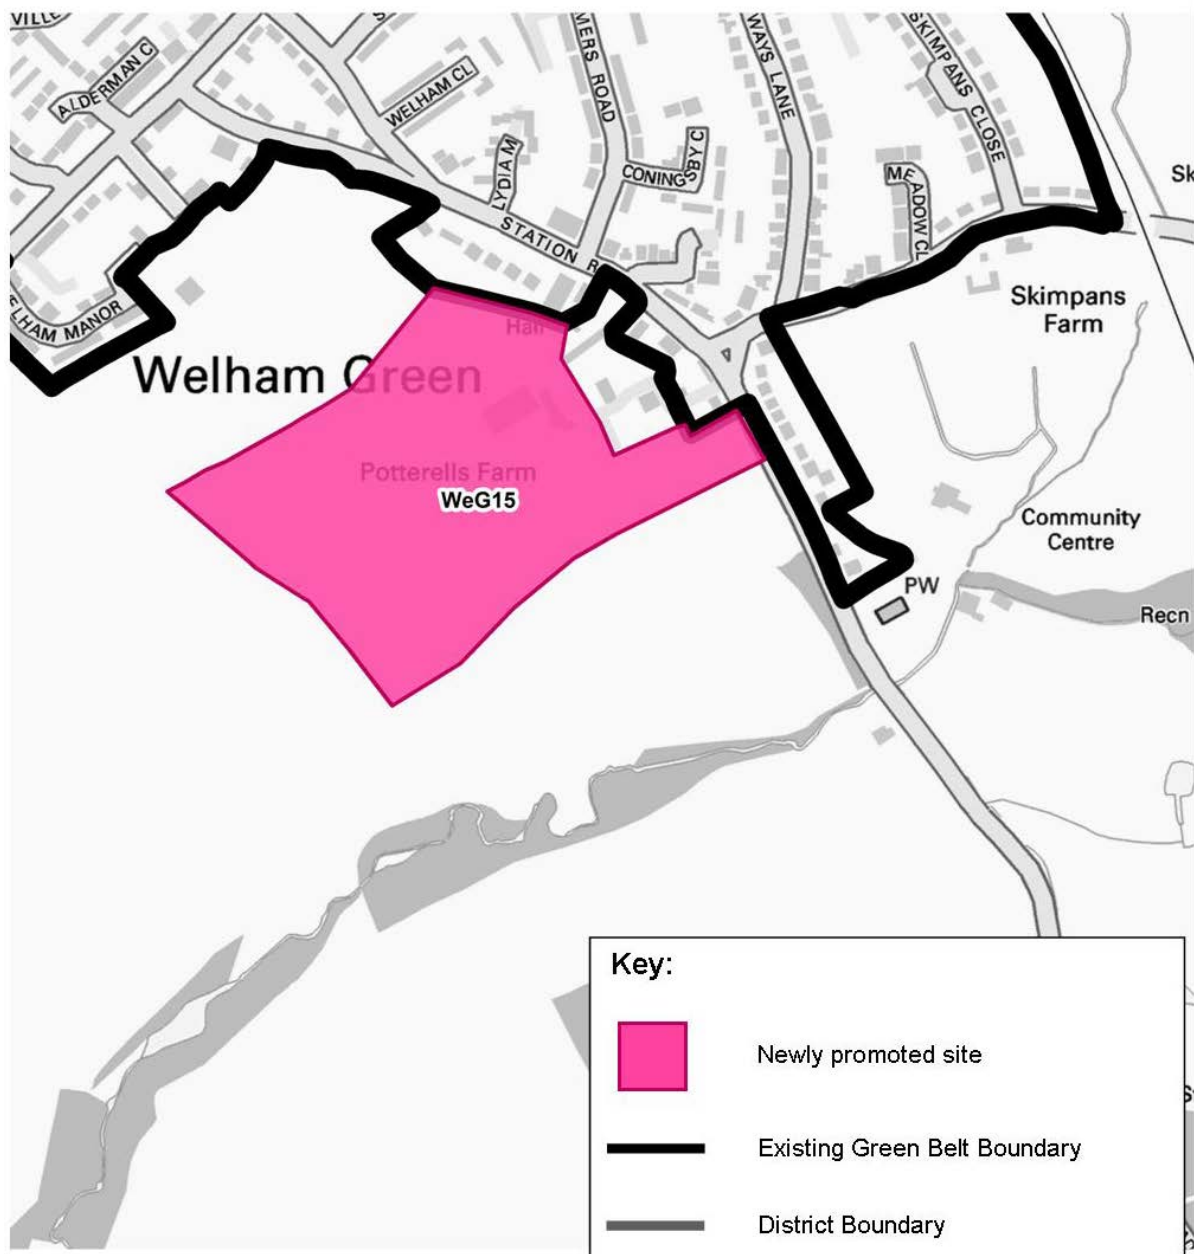 VILLE
ALDERMAN C
WELHAM CL
MERS ROAD
WAYS LANE
SKIMPANS CLOSE
LYDIA M
CONINGSBY C
MEADOW CL
Sk
STATION R
ELHAM MANOR
Skimpans
Farm
Hall
Welham Green
Potterells Farm
WeG15
Community
Centre
PW
Recn
Key:
Newly promoted site
Existing Green Belt Boundary
District Boundary